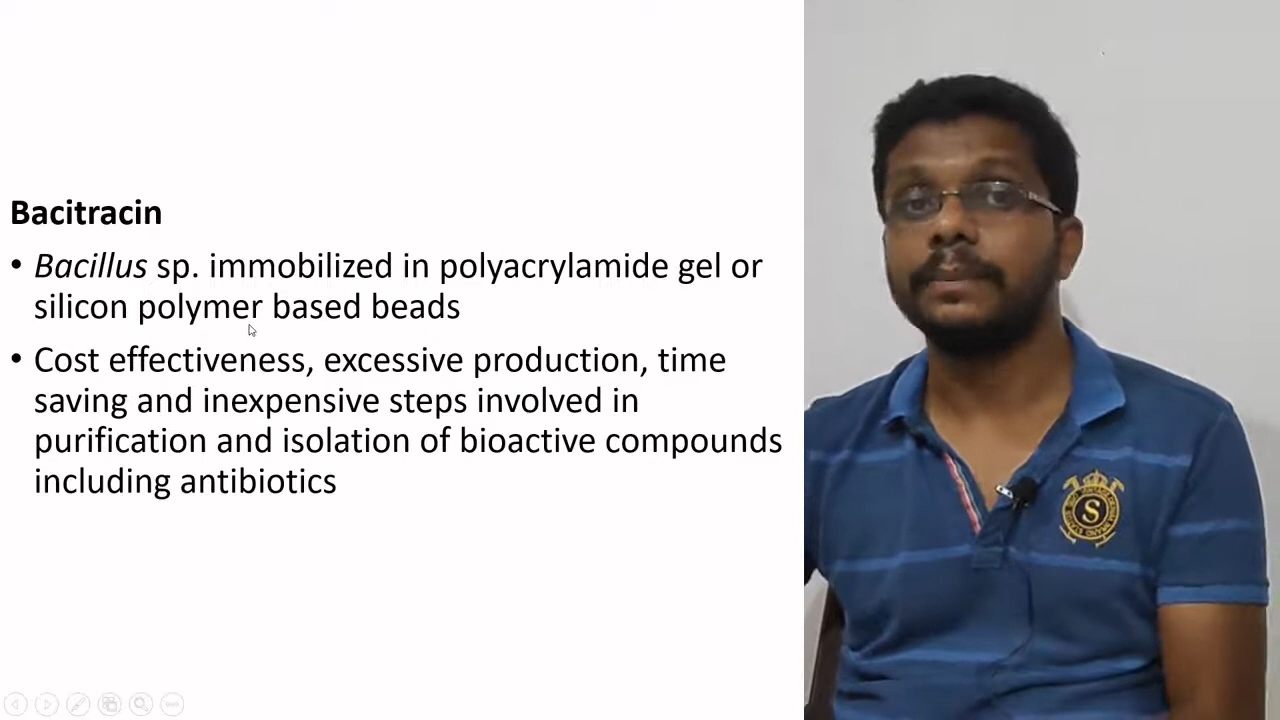 Bacitracin
• Bacillus sp. immobilized in polyacrylamide gel or
silicon polymer based beads
• Cost effectiveness, excessive production, time
saving and inexpensive steps involved in
purification and isolation of bioactive compounds
including antibiotics
S